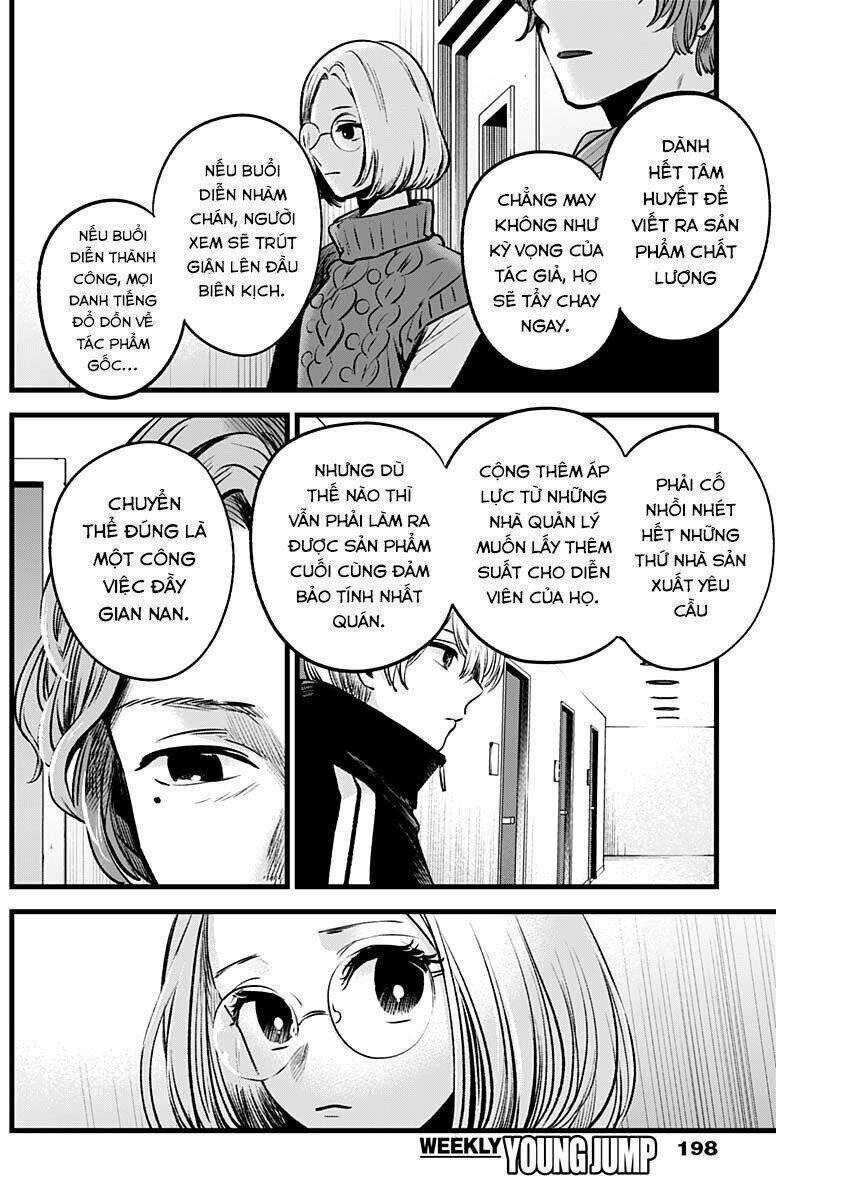 DÀNH
HẾT TÂM
HUYẾT ĐỂ
VIẾT RA SẢN
PHẨM CHẤT
LƯỢNG
CHẲNG MAY
KHÔNG NHƯ
KỲ VỌNG CỦA
TÁC GIẢ, HỌ
SẼ TẨY CHAY
NGAY.
NẾU BUỔI
DIỄN NHÀM
CHÁN, NGƯỞI
XEM SẼ TRÚT
GIẬN LÊN ĐẦU
BIÊN KỊCH.
NẾU BUỔI
DIỄN THÀNH
CÔNG, MỌI
DANH TIẾNG
ĐỔ DỒN VỀ
TÁC PHẨM
GỐC...
PHẢI CỐ
NHỒI NHÉT
HẾT NHỮNG
THỨ NHÀ SẢN
XUẤT YÊU
CẦU
CỘNG THÊM ÁP
LỰC TỪ NHỮNG
NHÀ QUẢN LÝ
MUỐN LẤY THÊM
SUẤT CHO DIỄN
VIÊN CỦA HỌ.
NHƯNG DÙ
THẾ NÀO THÌ
VẪN PHẢI LÀM RA
ĐƯỢC SẢN PHẨM
CUỐI CÙNG ĐẢM
BẢO TÍNH NHẤT
QUÁN.
CHUYỂN
THỂ ĐÚNG LÀ
MỘT CÔNG
VIỆC ĐẦY
GIAN NAN.
WEEKLY YOUNG JUMP 198